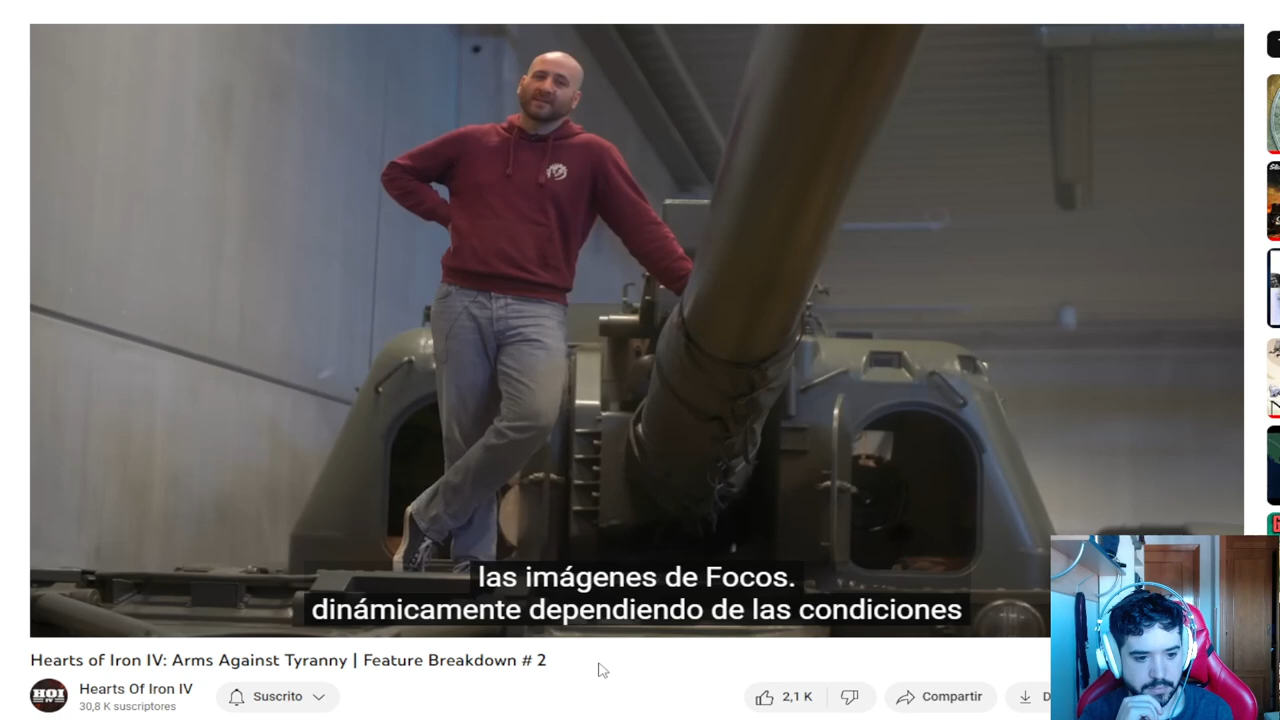 las imágenes de Focos.
dinámicamente dependiendo de las condiciones
Hearts of Iron IV: Arms Against Tyranny | Feature Breakdown # 2
HOI
IV
Hearts Of Iron IV
30,8 K suscriptores
Suscrito
2,1 K
Compartir
D